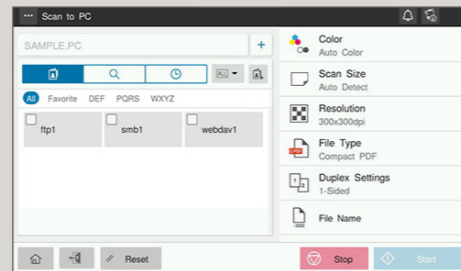 Scan to PC
SAMPLE.PC
+
ALL
All Favorite DEF PQRS WXYZ
ftp1
smb1
webdav1
Color
Auto Color
Scan Size
Auto Detect
Resolution
300x300dpi
File Type
Compact PDF
Duplex Settings
1-Sided
File Name
Reset
Stop
Start